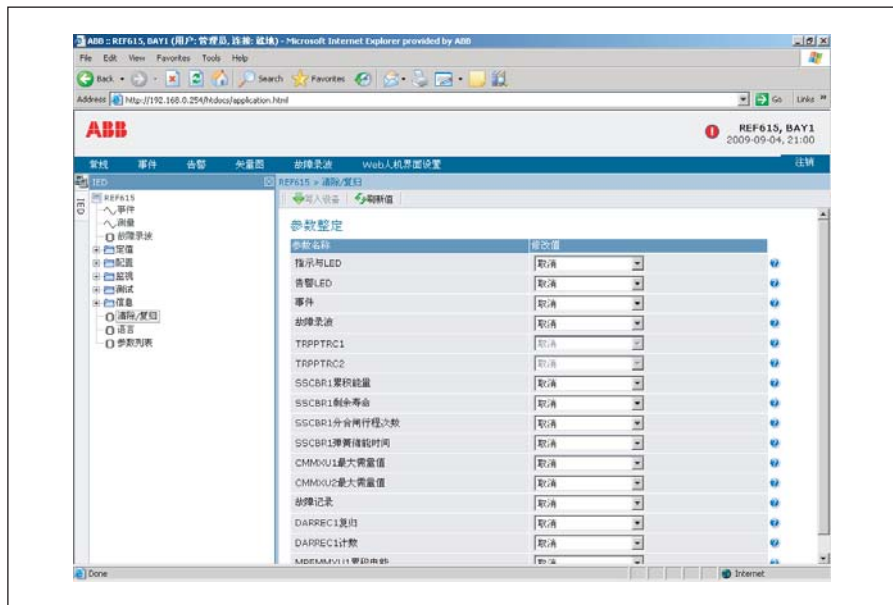 ABB :: REF615, BAY1 (用户: 管理员, 连接: 就地) - Microsoft Internet Explorer provided by ABB
File Edit View Favorites Tools Help
Back Search Favorites
Address http://192.168.0.254/htdocs/application.html Go Links »
ABB
REF615, BAY1
2009-09-04, 21:00
常规 事件 告警 矢量图 故障录波 Web人机界面设置 注销
IED
REF615 > 清除/复归
IED
REF615
写入设备 刷新值
事件
测量
故障录波
定值
配置
监视
测试
信息
清除/复归
语言
参数列表
参数整定
参数名称 修改值
指示与LED 取消
告警LED 取消
事件 取消
故障录波 取消
TRPPTRC1 取消
TRPPTRC2 取消
SSCBR1累积能量 取消
SSCBR1剩余寿命 取消
SSCBR1分合闸行程次数 取消
SSCBR1弹簧储能时间 取消
CMMXU1最大需量值 取消
CMMXU2最大需量值 取消
故障记录 取消
DARREC1复归 取消
DARREC1计数 取消
Done Internet